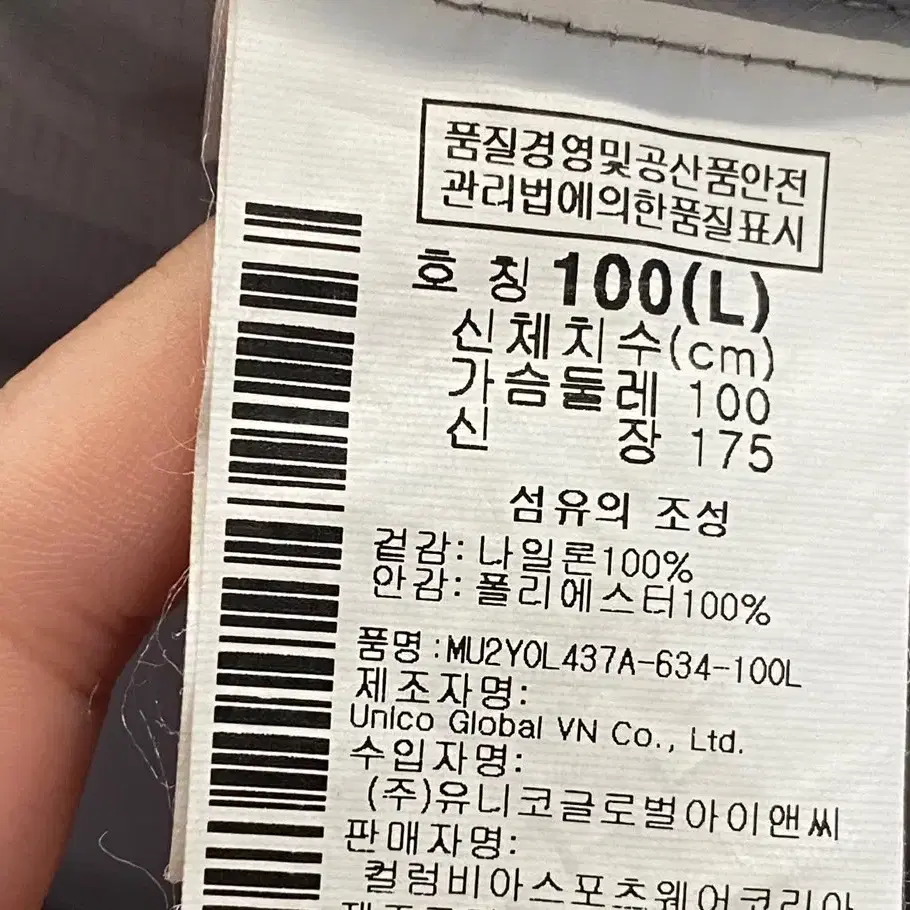 품질경영및공산품안전
관리법에의한품질표시
호 칭 100(L)
신체치수(cm)
가슴둘레 100
신 장 175
섬유의 조성
겉감: 나일론100%
안감: 폴리에스터100%
품명 :MU2YOL437A-634-100L
제조자명:
Unico Global VN Co., Ltd.
수입자명:
(주)유니코글로벌아이앤씨
판매자명:
컬럼비아스포츠웨어코리아